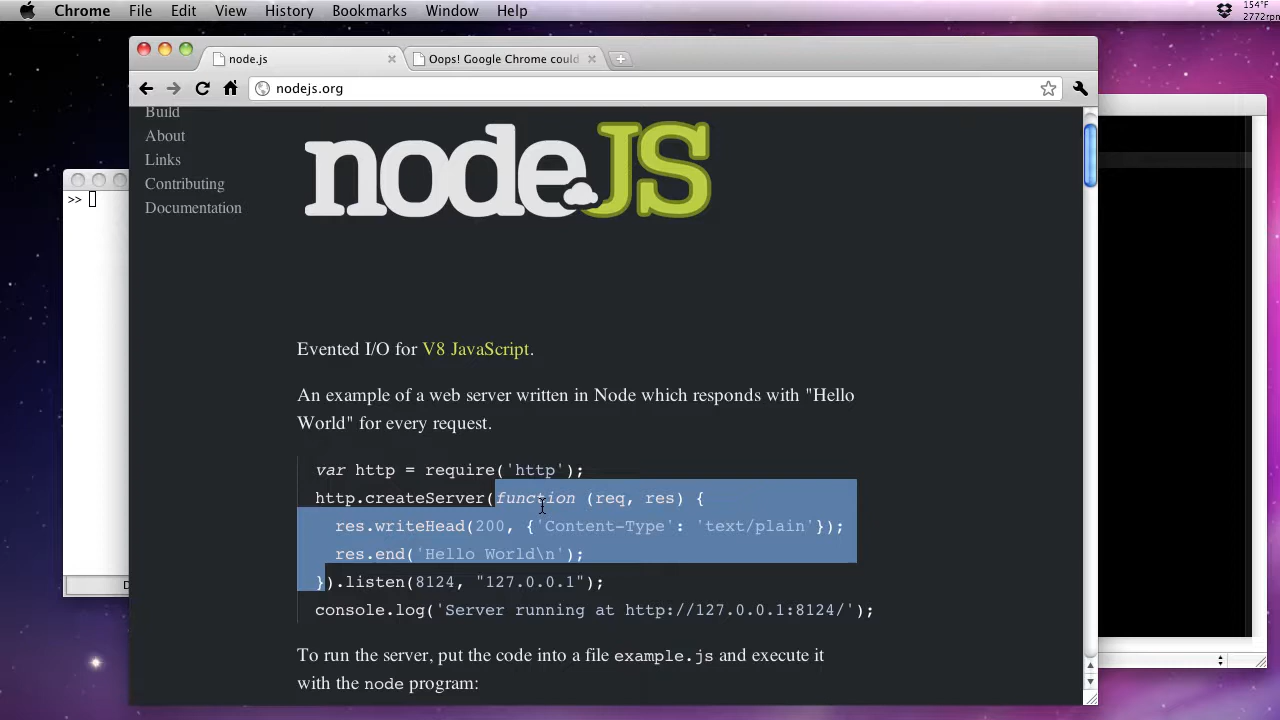 Chrome File Edit View History Bookmarks Window Help
154°F
2772rpm
node.js
Oops! Google Chrome could
nodejs.org
Build
About
Links
Contributing
Documentation
>>
nodeJS
Evented I/O for V8 JavaScript.
An example of a web server written in Node which responds with "Hello
World" for every request.
var http = require('http');
http.createServer(function (req, res) {
  res.writeHead(200, {'Content-Type': 'text/plain'});
  res.end('Hello World\n');
}).listen(8124, "127.0.0.1");
console.log('Server running at http://127.0.0.1:8124/');
To run the server, put the code into a file example.js and execute it
with the node program: